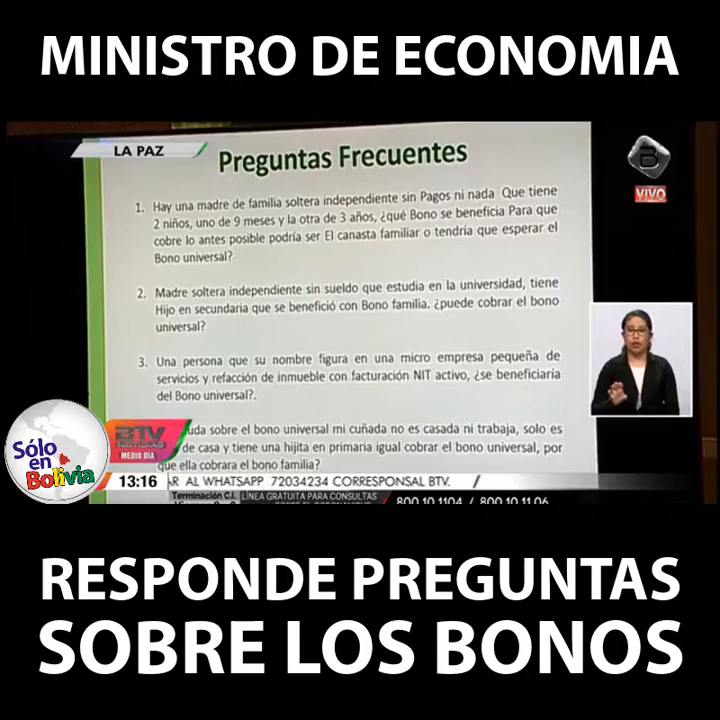 MINISTRO DE ECONOMIA
LA PAZ
Preguntas Frecuentes
B
VIVO
1. Hay una madre de familia soltera independiente sin Pagos ni nada Que tiene
2 niños, uno de 9 meses y la otra de 3 años, ¿qué Bono se beneficia Para que
cobre lo antes posible podría ser El canasta familiar o tendría que esperar el
Bono universal?
2. Madre soltera independiente sin sueldo que estudia en la universidad, tiene
Hijo en secundaria que se benefició con Bono familia. ¿puede cobrar el bono
universal?
3. Una persona que su nombre figura en una micro empresa pequeña de
servicios y refacción de inmueble con facturación NIT activo, ¿se beneficiaría
del Bono universal?.
uda sobre el bono universal mi cuñada no es casada ni trabaja, solo es
de casa y tiene una hijita en primaria igual cobrar el bono universal, por
que ella cobrara el bono familia?
Sólo
en
Bolivia
BTV
NOTICIAS
MEDIO DÍA
13:16
AR AL WHATSAPP 72034234 CORRESPONSAL BTV.
Terminación C.I.
LÍNEA GRATUITA PARA CONSULTAS
800 10 1104 / 800 10 11 06
RESPONDE PREGUNTAS
SOBRE LOS BONOS